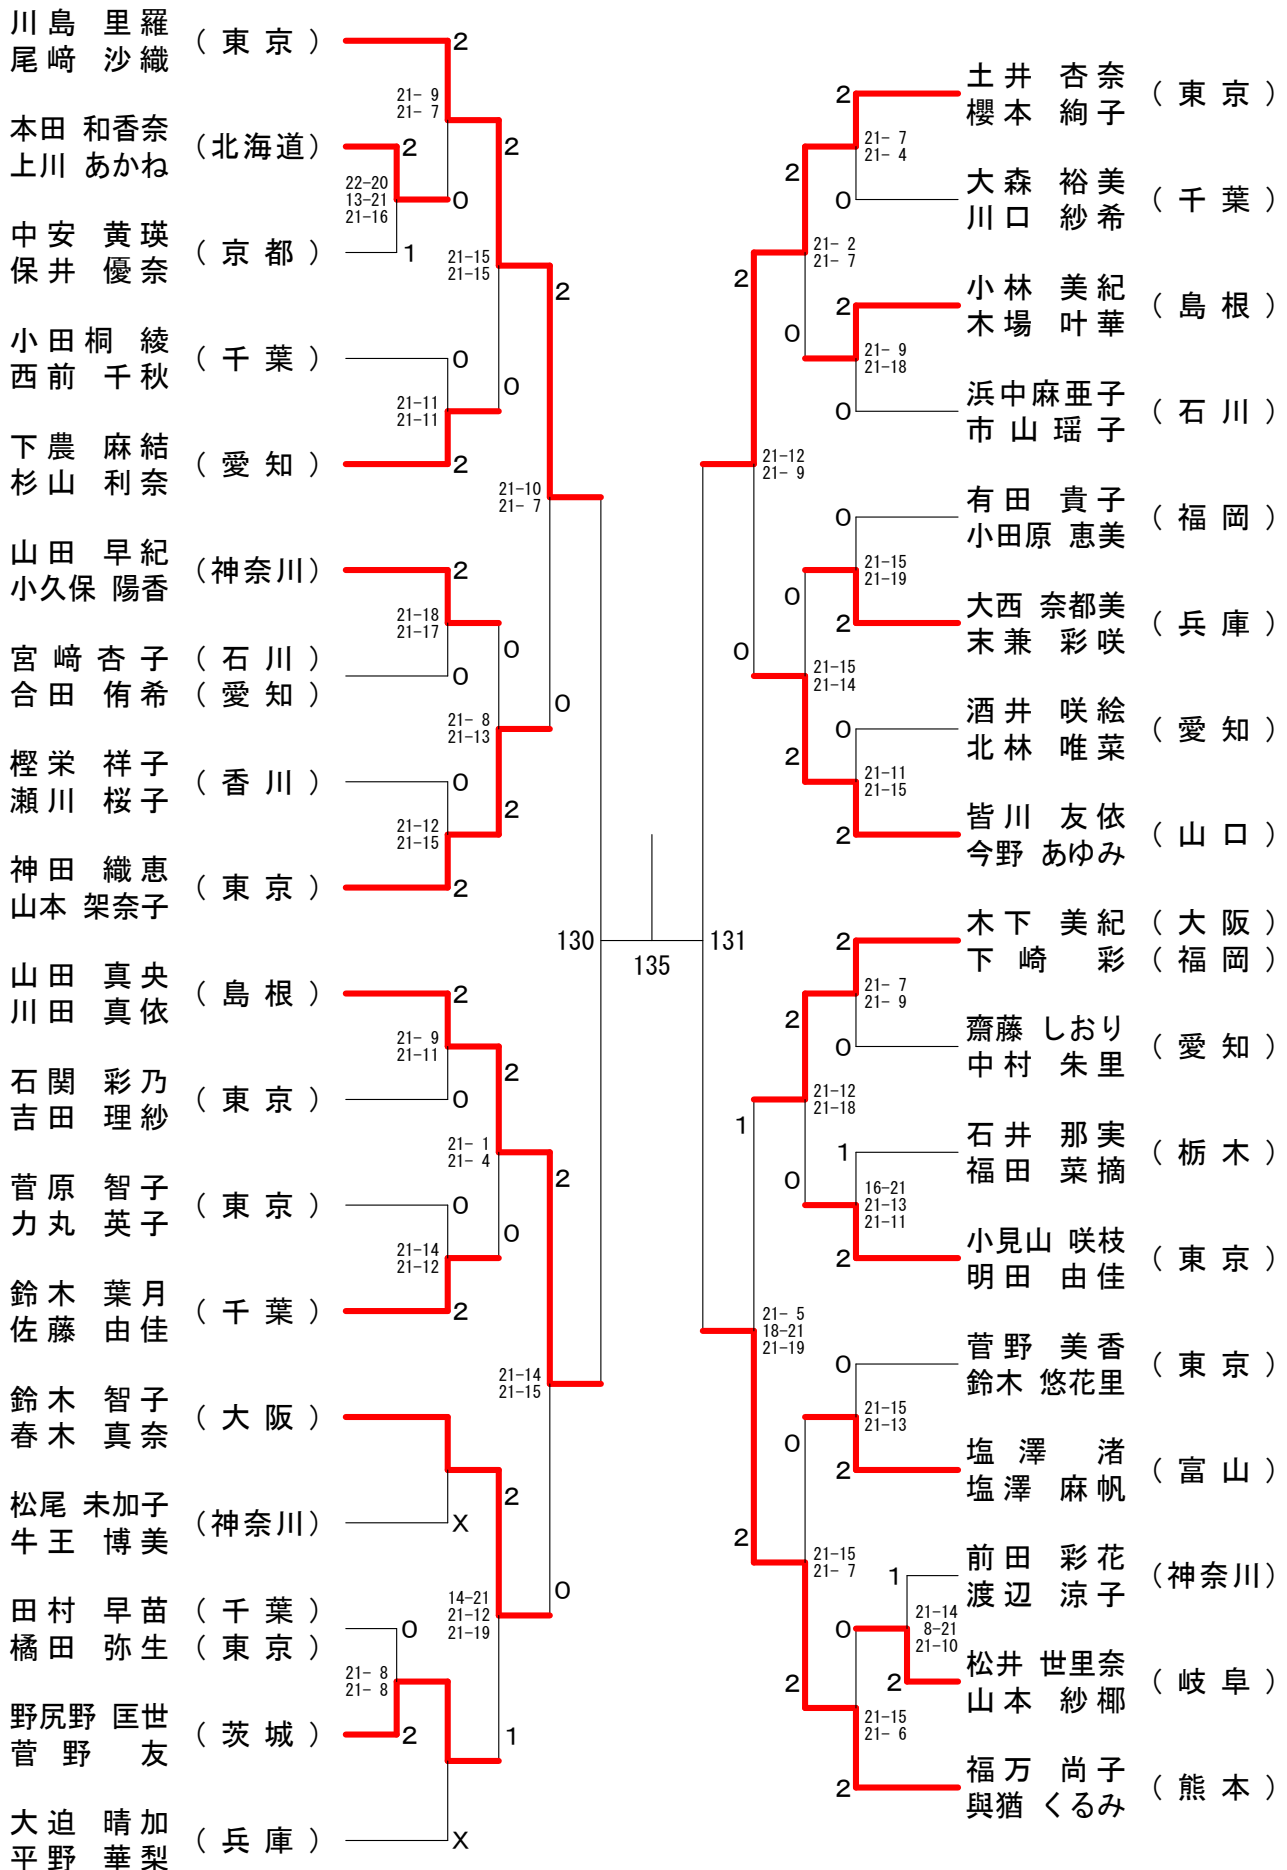 川島 里羅
尾﨑 沙織
(東京)
2
21- 9
21- 7
本田 和香奈
上川 あかね
(北海道)
2
2
22-20
13-21
21-16
0
中安 黄瑛
保井 優奈
(京都)
1
21-15
21-15
2
小田桐 綾
西前 千秋
(千葉)
0
0
21-11
21-11
下農 麻結
杉山 利奈
(愛知)
2
21-10
21- 7
山田 早紀
小久保 陽香
(神奈川)
2
21-18
21-17
0
宮﨑杏子
合田 侑希
(石川)
(愛知)
0
0
21- 8
21-13
樫栄 祥子
瀬川 桜子
(香川)
0
2
21-12
21-15
神田 織恵
山本 架奈子
(東京)
2
130
山田 真央
川田 真依
(島根)
2
21- 9
21-11
2
石関 彩乃
吉田 理紗
(東京)
0
21- 1
21- 4
2
菅原 智子
力丸 英子
(東京)
0
0
21-14
21-12
鈴木 葉月
佐藤 由佳
(千葉)
2
21-14
21-15
鈴木 智子
春木 真奈
(大阪)
2
松尾 未加子
牛王 博美
(神奈川)
X
0
14-21
21-12
21-19
田村 早苗
橘田 弥生
(千葉)
(東京)
0
21- 8
21- 8
野尻野 匡世
菅野 友
(茨城)
2
1
大迫 晴加
平野 華梨
(兵庫)
X
135
土井 杏奈
櫻本 絢子
(東京)
2
21- 7
21- 4
2
大森 裕美
川口 紗希
(千葉)
0
21- 2
21- 7
2
小林 美紀
木場 叶華
(島根)
2
0
21- 9
21-18
浜中麻亜子
市山瑶子
(石川)
0
21-12
21- 9
有田 貴子
小田原 恵美
(福岡)
0
21-15
21-19
0
大西 奈都美
末兼 彩咲
(兵庫)
2
0
21-15
21-14
酒井 咲絵
北林 唯菜
(愛知)
0
2
21-11
21-15
皆川 友依
今野 あゆみ
(山口)
2
131
木下 美紀
下崎 彩
(大阪)
(福岡)
2
21- 7
21- 9
2
齋藤 しおり
中村 朱里
(愛知)
0
21-12
21-18
1
石井 那実
福田 菜摘
(栃木)
1
0
16-21
21-13
21-11
小見山 咲枝
明田 由佳
(東京)
2
21- 5
18-21
21-19
菅野 美香
鈴木 悠花里
(東京)
0
21-15
21-13
0
塩澤 渚
塩澤 麻帆
(富山)
2
2
21-15
21- 7
前田 彩花
渡辺 涼子
(神奈川)
1
21-14
8-21
21-10
0
松井 世里奈
山本 紗椰
(岐阜)
2
2
21-15
21- 6
福万 尚子
與猶 くるみ
(熊本)
2